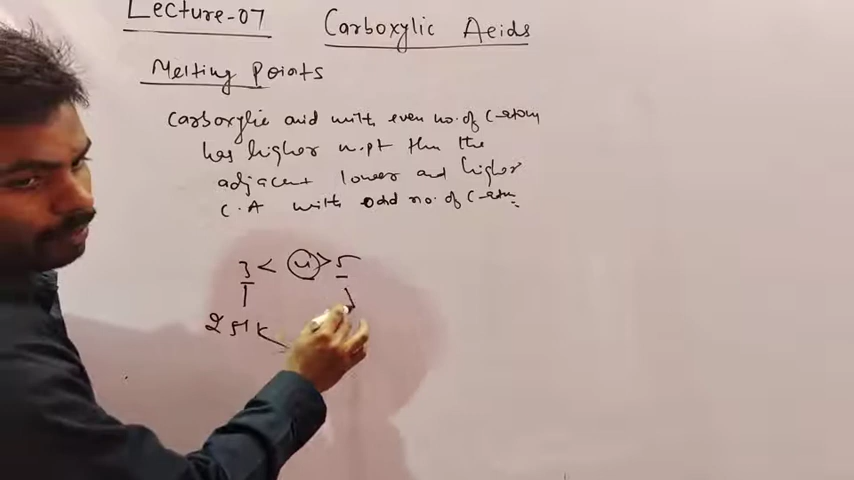 Lecture-07
Carboxylic Acids
Melting Points
Carboxylic acid with even no. of C-atom
has higher m.pt than the
adjacent lower and higher
C.A with odd no. of C-atm
3 < 4 > 5